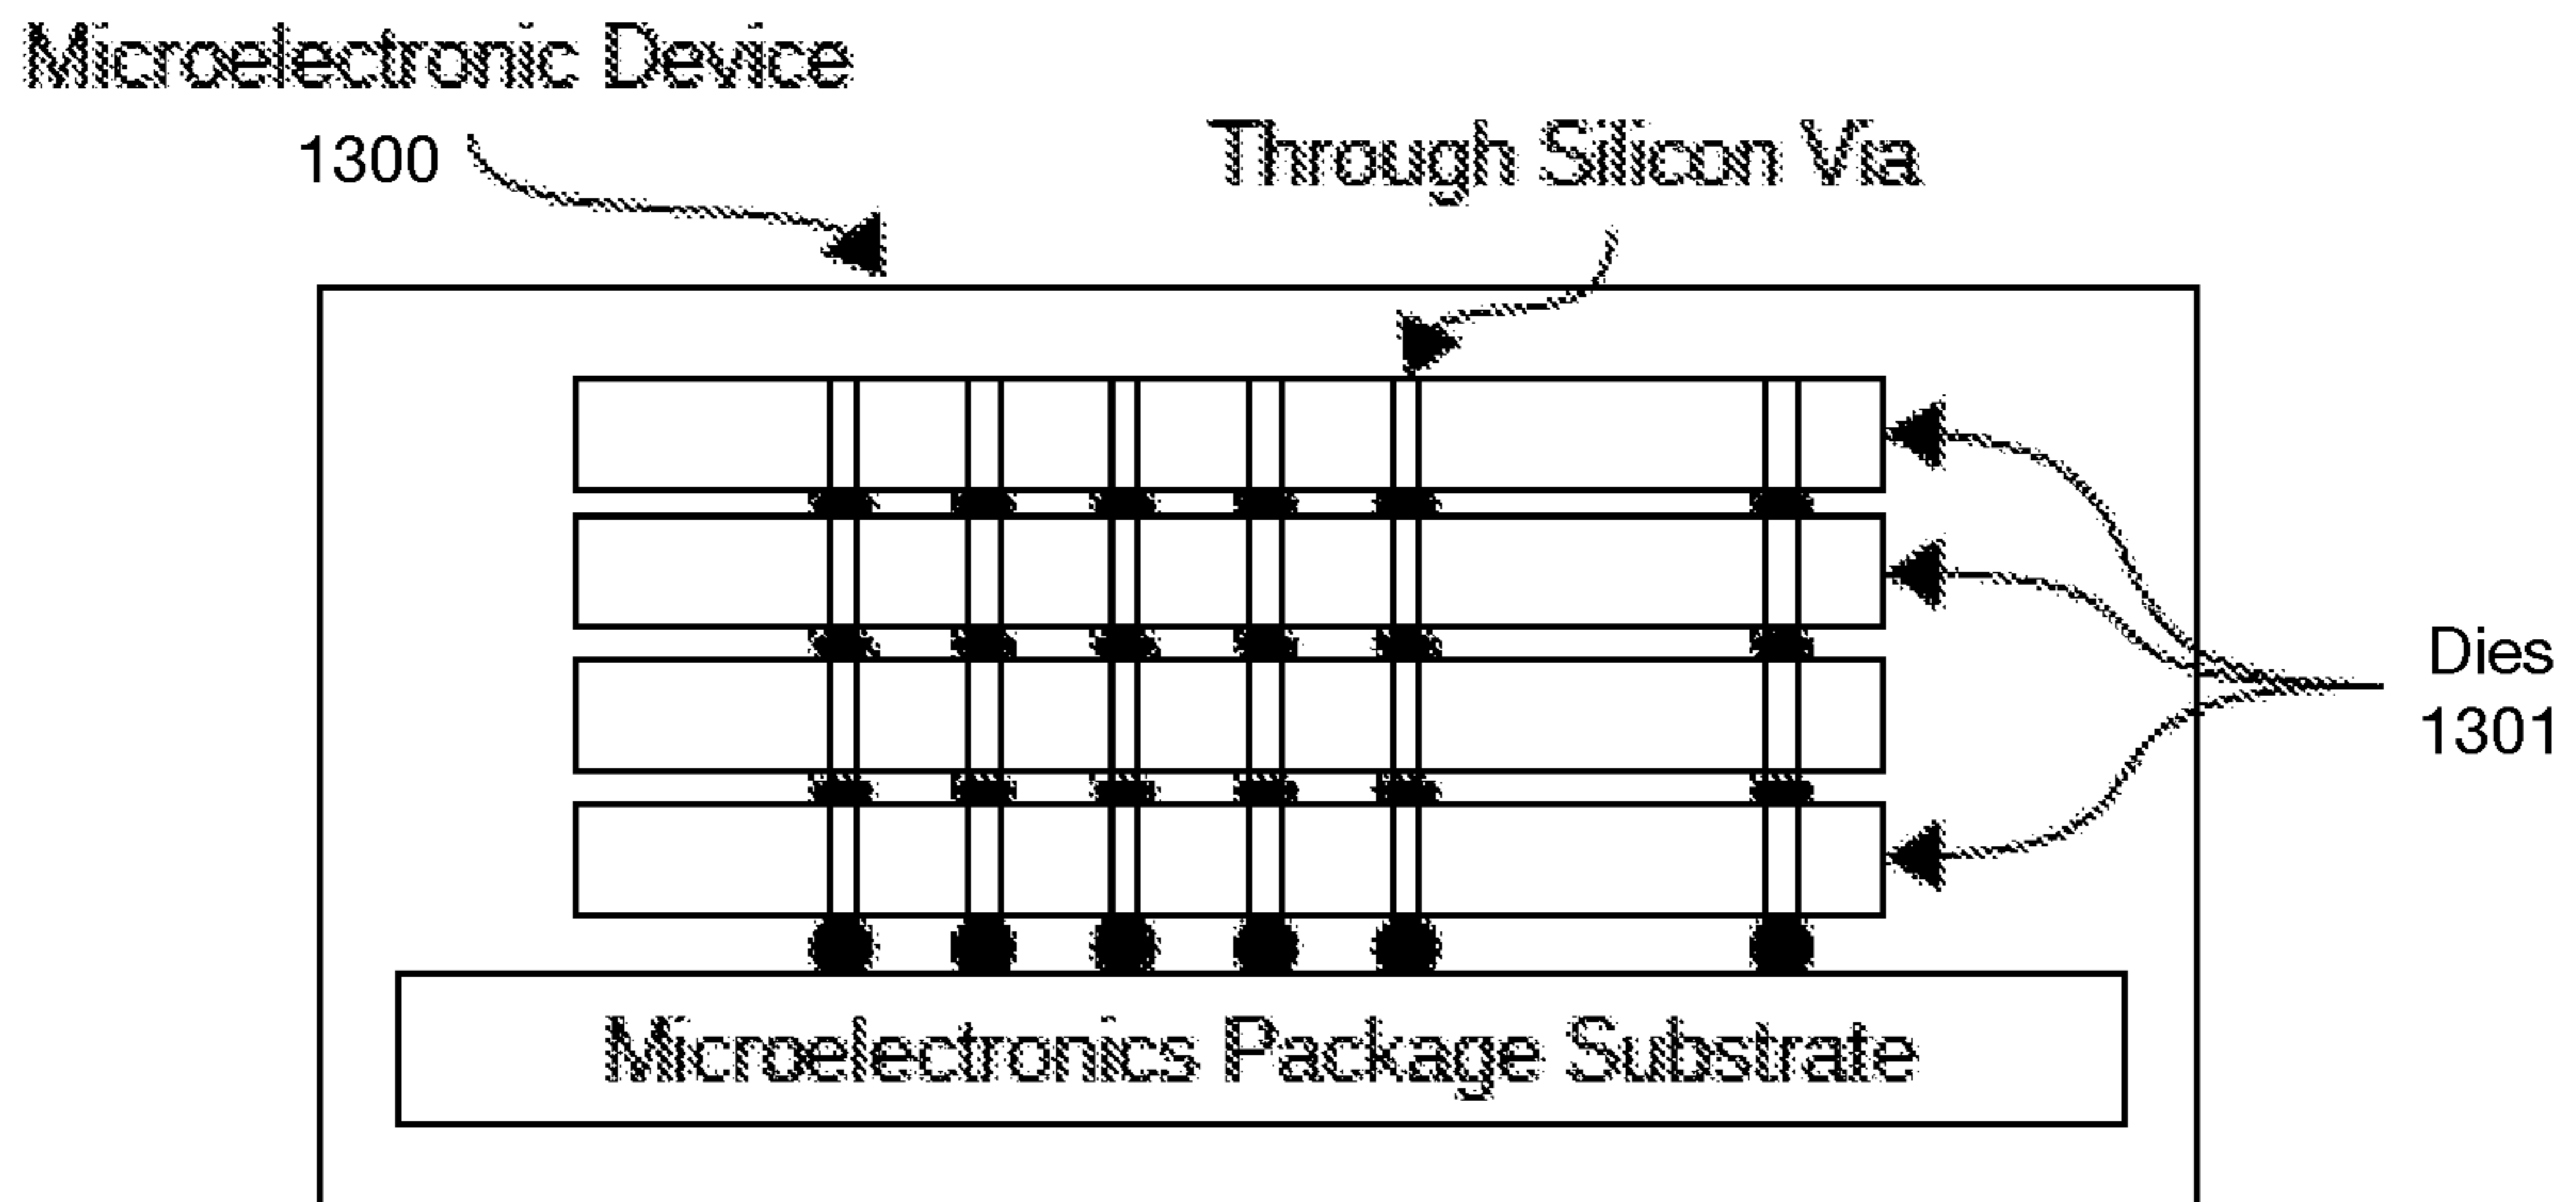 Microelectronic Device
1300
Through Silicon Via
Dies
1301
Microelectronics Package Substrate